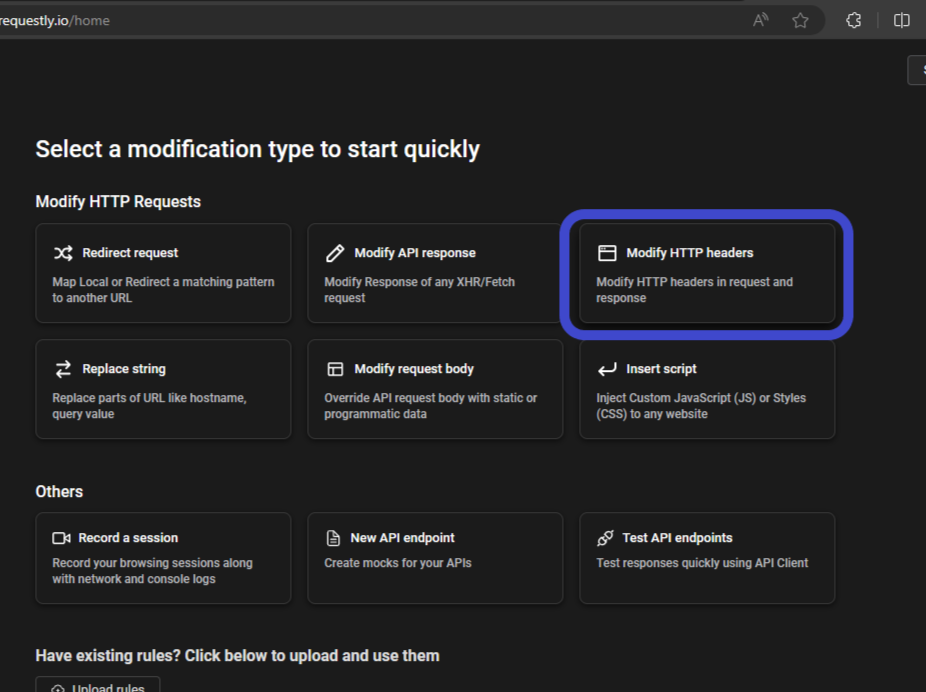 requestly.io/home
Select a modification type to start quickly
Modify HTTP Requests
Redirect request
Map Local or Redirect a matching pattern
to another URL
Modify API response
Modify Response of any XHR/Fetch
request
Modify HTTP headers
Modify HTTP headers in request and
response
Replace string
Replace parts of URL like hostname,
query value
Modify request body
Override API request body with static or
programmatic data
Insert script
Inject Custom JavaScript (JS) or Styles
(CSS) to any website
Others
Record a session
Record your browsing sessions along
with network and console logs
New API endpoint
Create mocks for your APIs
Test API endpoints
Test responses quickly using API Client
Have existing rules? Click below to upload and use them
Upload rules